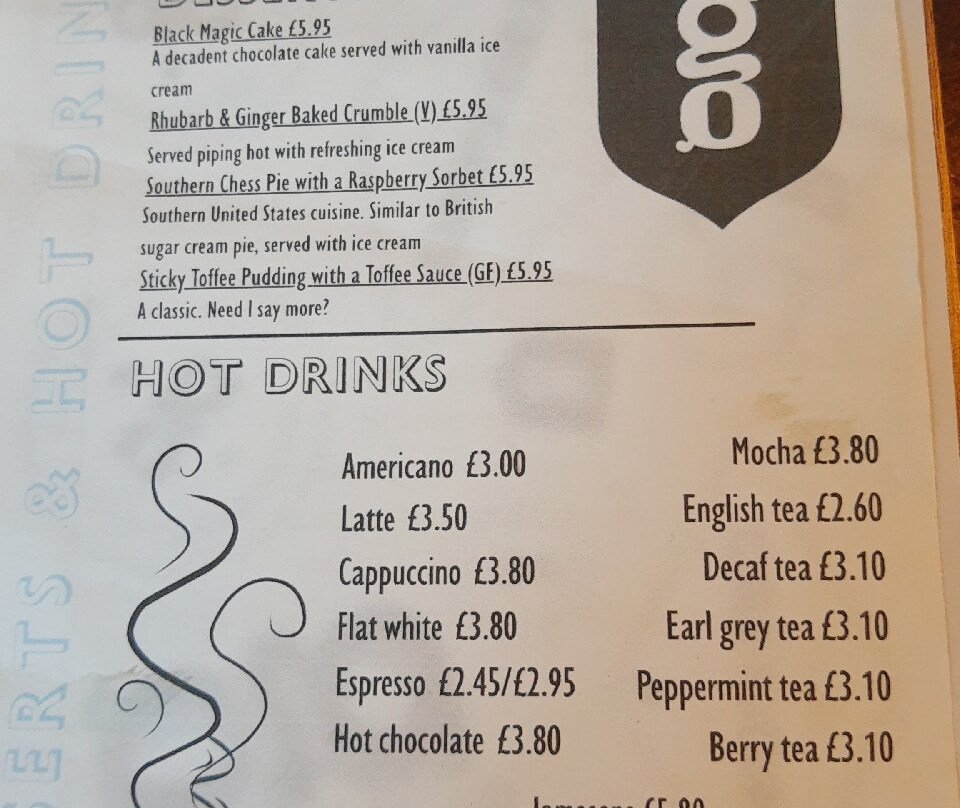 DESSERTS
Black Magic Cake £5.95
A decadent chocolate cake served with vanilla ice
cream
Rhubarb & Ginger Baked Crumble (V) £5.95
Served piping hot with refreshing ice cream
Southern Chess Pie with a Raspberry Sorbet £5.95
Southern United States cuisine. Similar to British
sugar cream pie, served with ice cream
Sticky Toffee Pudding with a Toffee Sauce (GF) £5.95
A classic. Need I say more?
HOT DRINKS
Americano £3.00
Latte £3.50
Cappuccino £3.80
Flat white £3.80
Espresso £2.45/£2.95
Hot chocolate £3.80
Mocha £3.80
English tea £2.60
Decaf tea £3.10
Earl grey tea £3.10
Peppermint tea £3.10
Berry tea £3.10
SERTS & HOT DRIN
ga